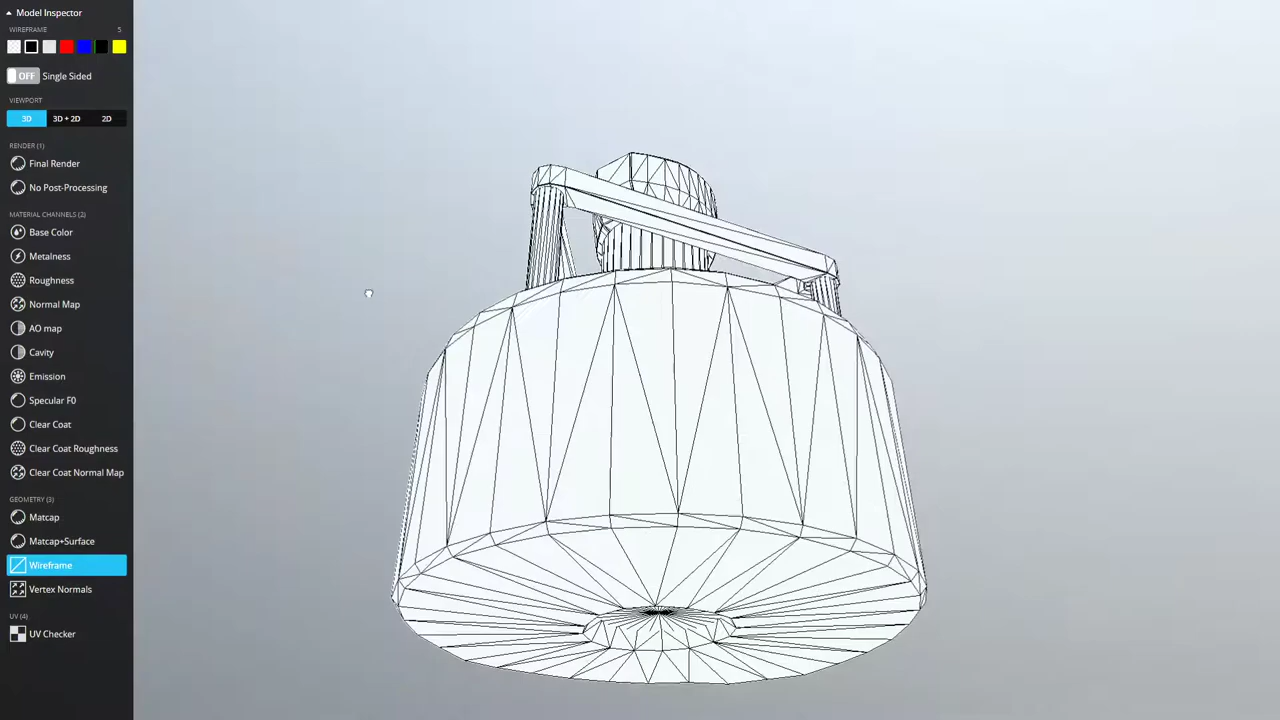 Model Inspector
WIREFRAME 5
OFF Single Sided
VIEWPORT
3D 3D + 2D 2D
RENDER (1)
Final Render
No Post-Processing
MATERIAL CHANNELS (2)
Base Color
Metalness
Roughness
Normal Map
AO map
Cavity
Emission
Specular F0
Clear Coat
Clear Coat Roughness
Clear Coat Normal Map
GEOMETRY (3)
Matcap
Matcap+Surface
Wireframe
Vertex Normals
UV (4)
UV Checker